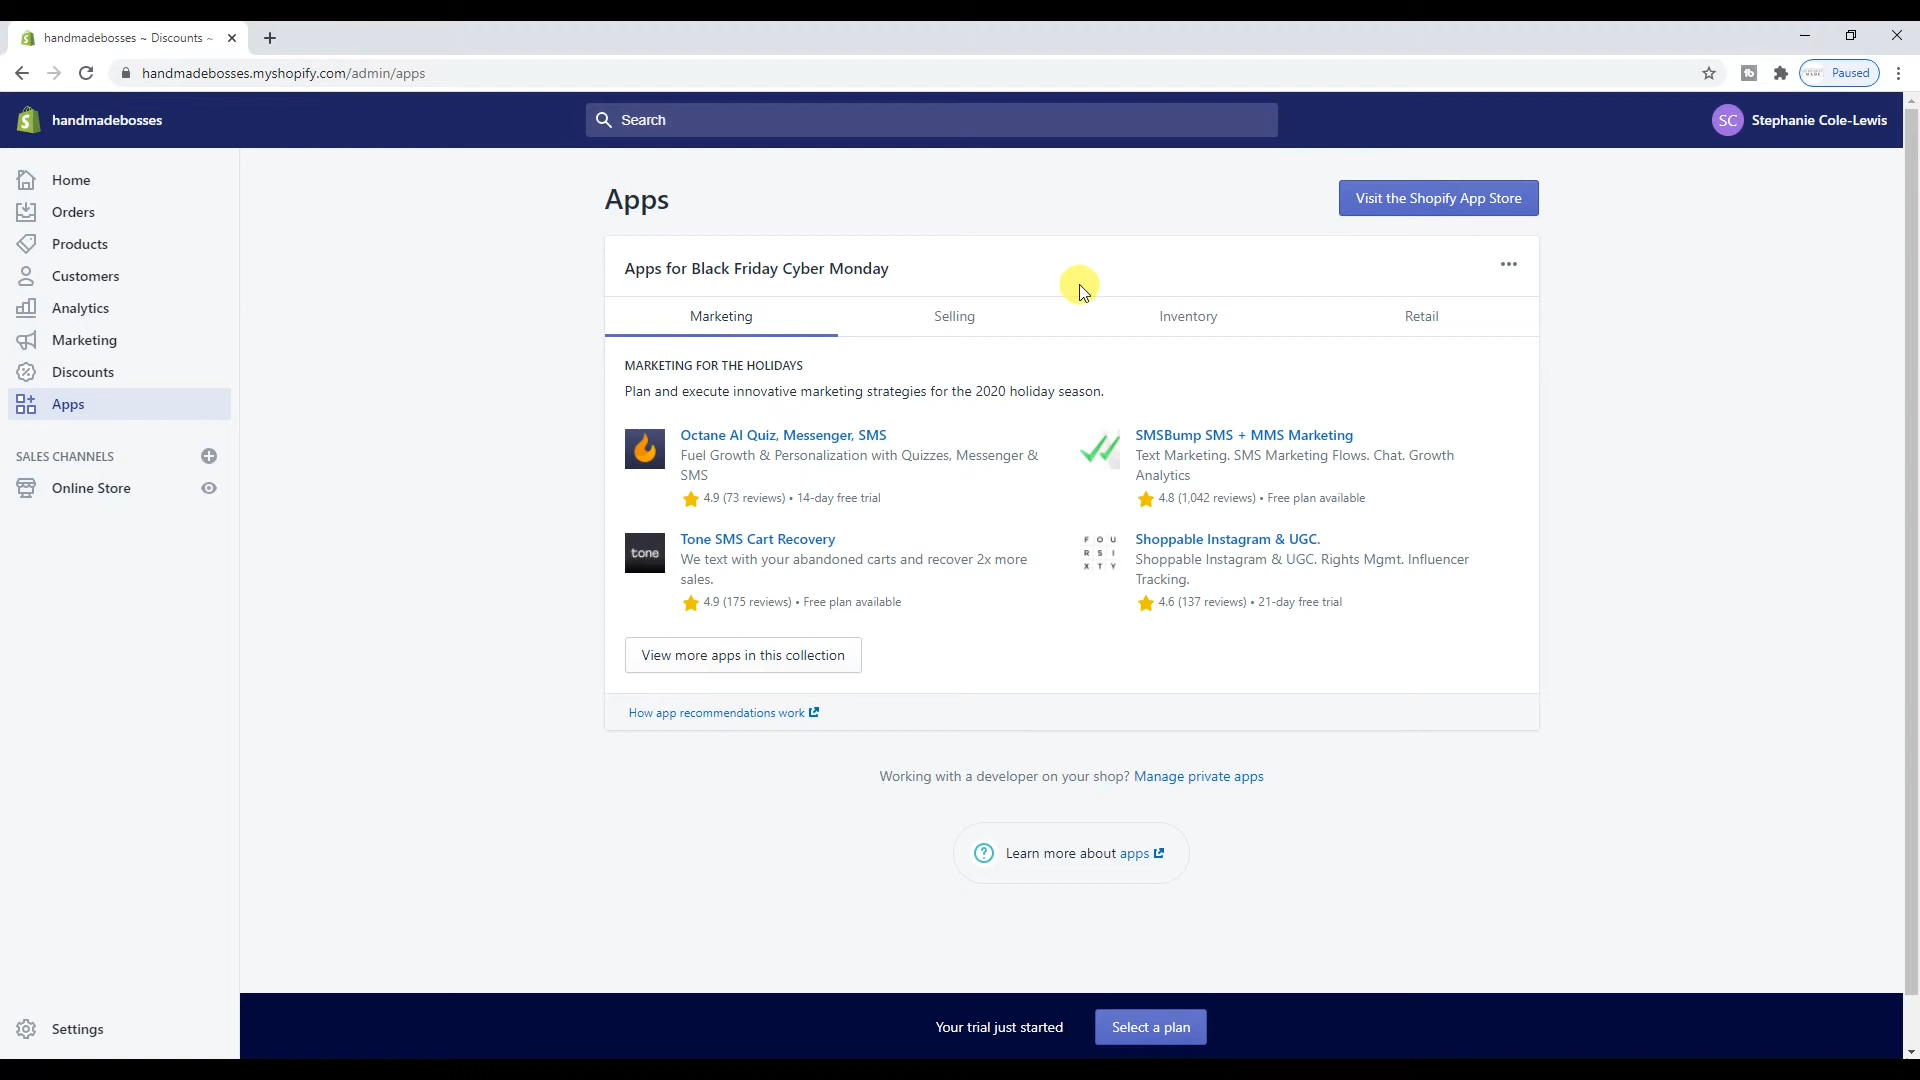 handmadebosses ~ Discounts ~
handmadebosses.myshopify.com/admin/apps
Paused
handmadebosses
Search
SC
Stephanie Cole-Lewis
Home
Orders
Products
Customers
Analytics
Marketing
Discounts
Apps
SALES CHANNELS
Online Store
Settings
Apps
Visit the Shopify App Store
Apps for Black Friday Cyber Monday
Marketing
Selling
Inventory
Retail
MARKETING FOR THE HOLIDAYS
Plan and execute innovative marketing strategies for the 2020 holiday season.
Octane AI Quiz, Messenger, SMS
Fuel Growth & Personalization with Quizzes, Messenger &
SMS
4.9 (73 reviews) • 14-day free trial
SMSBump SMS + MMS Marketing
Text Marketing. SMS Marketing Flows. Chat. Growth
Analytics
4.8 (1,042 reviews) • Free plan available
tone
Tone SMS Cart Recovery
We text with your abandoned carts and recover 2x more
sales.
4.9 (175 reviews) • Free plan available
FOU
RSI
XTY
Shoppable Instagram & UGC.
Shoppable Instagram & UGC. Rights Mgmt. Influencer
Tracking.
4.6 (137 reviews) • 21-day free trial
View more apps in this collection
How app recommendations work
Working with a developer on your shop? Manage private apps
Learn more about apps
Your trial just started
Select a plan